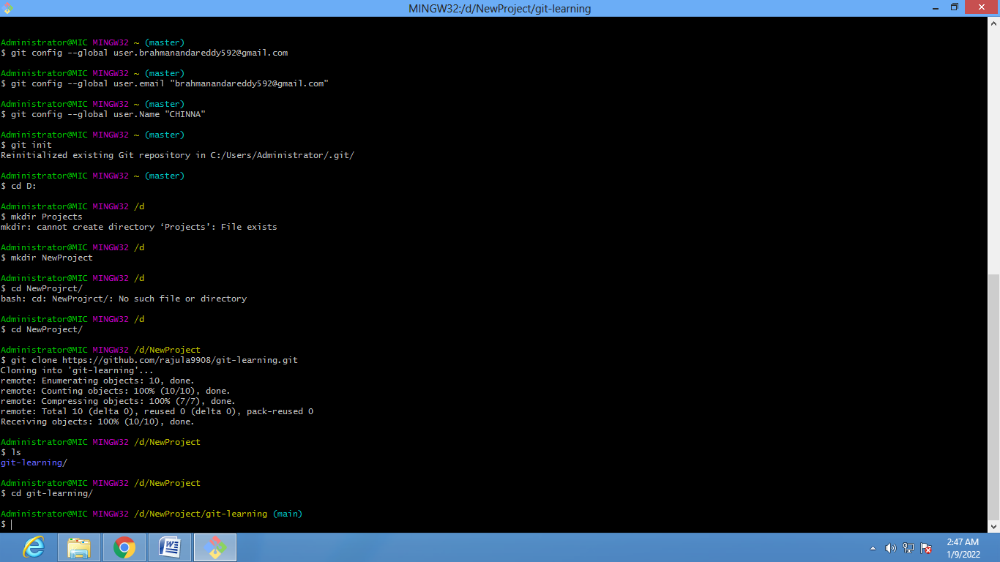 MINGW32:/d/NewProject/git-learning
Administrator@MIC MINGW32 ~ (master)
$ git config --global user.brahmanandareddy592@gmail.com
Administrator@MIC MINGW32 ~ (master)
$ git config --global user.email "brahmanandareddy592@gmail.com"
Administrator@MIC MINGW32 ~ (master)
$ git config --global user.Name "CHINNA"
Administrator@MIC MINGW32 ~ (master)
$ git init
Reinitialized existing Git repository in C:/Users/Administrator/.git/
Administrator@MIC MINGW32 ~ (master)
$ cd D:
Administrator@MIC MINGW32 /d
$ mkdir Projects
mkdir: cannot create directory ‘Projects’: File exists
Administrator@MIC MINGW32 /d
$ mkdir NewProject
Administrator@MIC MINGW32 /d
$ cd NewProjrct/
bash: cd: NewProjrct/: No such file or directory
Administrator@MIC MINGW32 /d
$ cd NewProject/
Administrator@MIC MINGW32 /d/NewProject
$ git clone https://github.com/rajula9908/git-learning.git
Cloning into 'git-learning'...
remote: Enumerating objects: 10, done.
remote: Counting objects: 100% (10/10), done.
remote: Compressing objects: 100% (7/7), done.
remote: Total 10 (delta 0), reused 0 (delta 0), pack-reused 0
Receiving objects: 100% (10/10), done.
Administrator@MIC MINGW32 /d/NewProject
$ ls
git-learning/
Administrator@MIC MINGW32 /d/NewProject
$ cd git-learning/
Administrator@MIC MINGW32 /d/NewProject/git-learning (main)
$
2:47 AM
1/9/2022